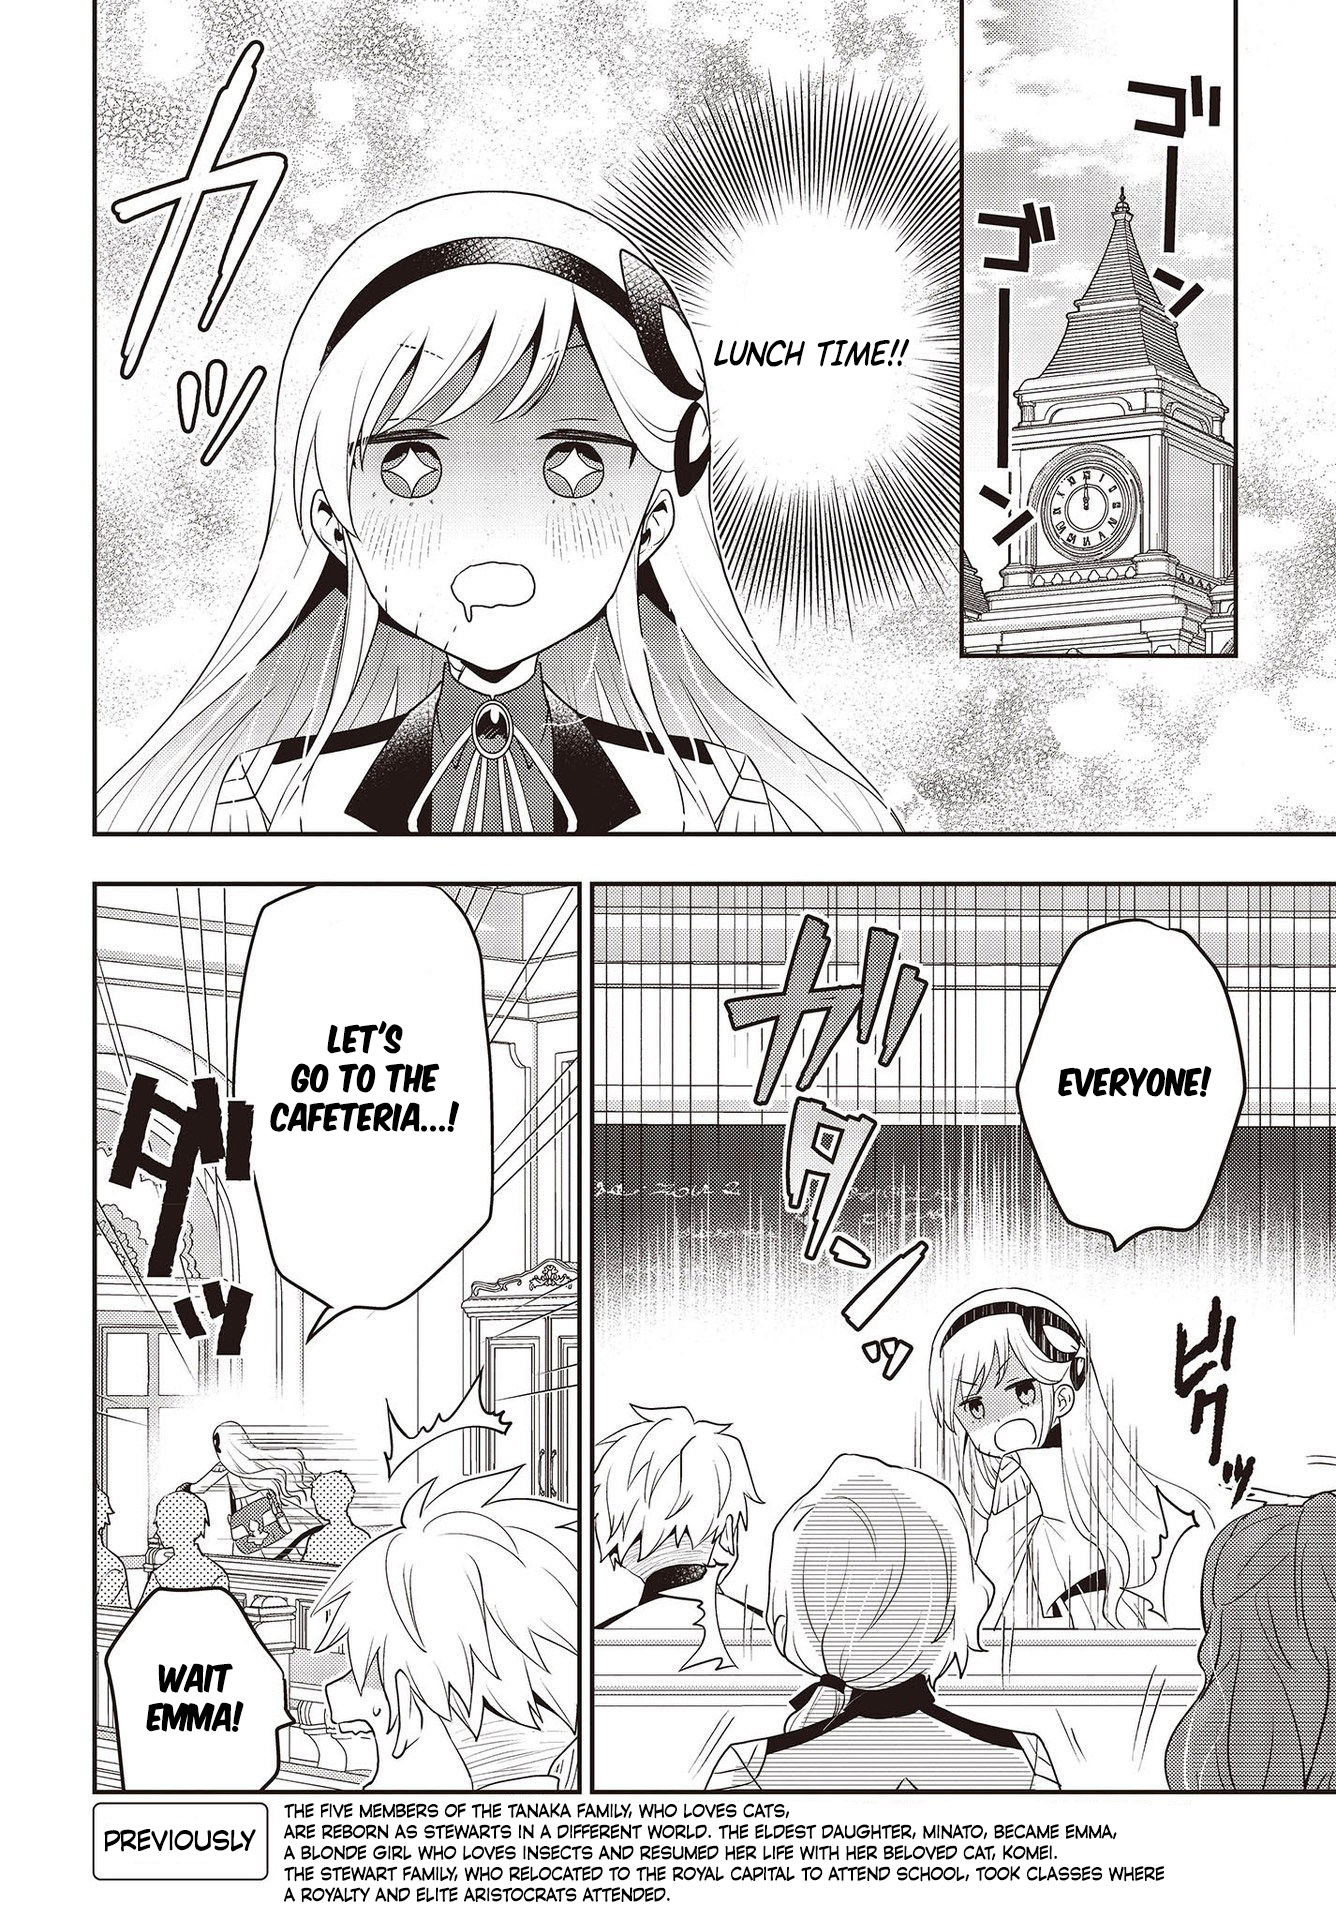 ゴーン
ゴーン
LUNCH TIME!!
カッ
EVERYONE!
ガタンッ
ビクッ
LET'S
GO TO THE
CAFETERIA...!
ダッ
WAIT
EMMA!
PREVIOUSLY
THE FIVE MEMBERS OF THE TANAKA FAMILY, WHO LOVES CATS,
ARE REBORN AS STEWARTS IN A DIFFERENT WORLD. THE ELDEST DAUGHTER, MINATO, BECAME EMMA,
A BLONDE GIRL WHO LOVES INSECTS AND RESUMED HER LIFE WITH HER BELOVED CAT, KOMEI.
THE STEWART FAMILY, WHO RELOCATED TO THE ROYAL CAPITAL TO ATTEND SCHOOL, TOOK CLASSES WHERE
A ROYALTY AND ELITE ARISTOCRATS ATTENDED.